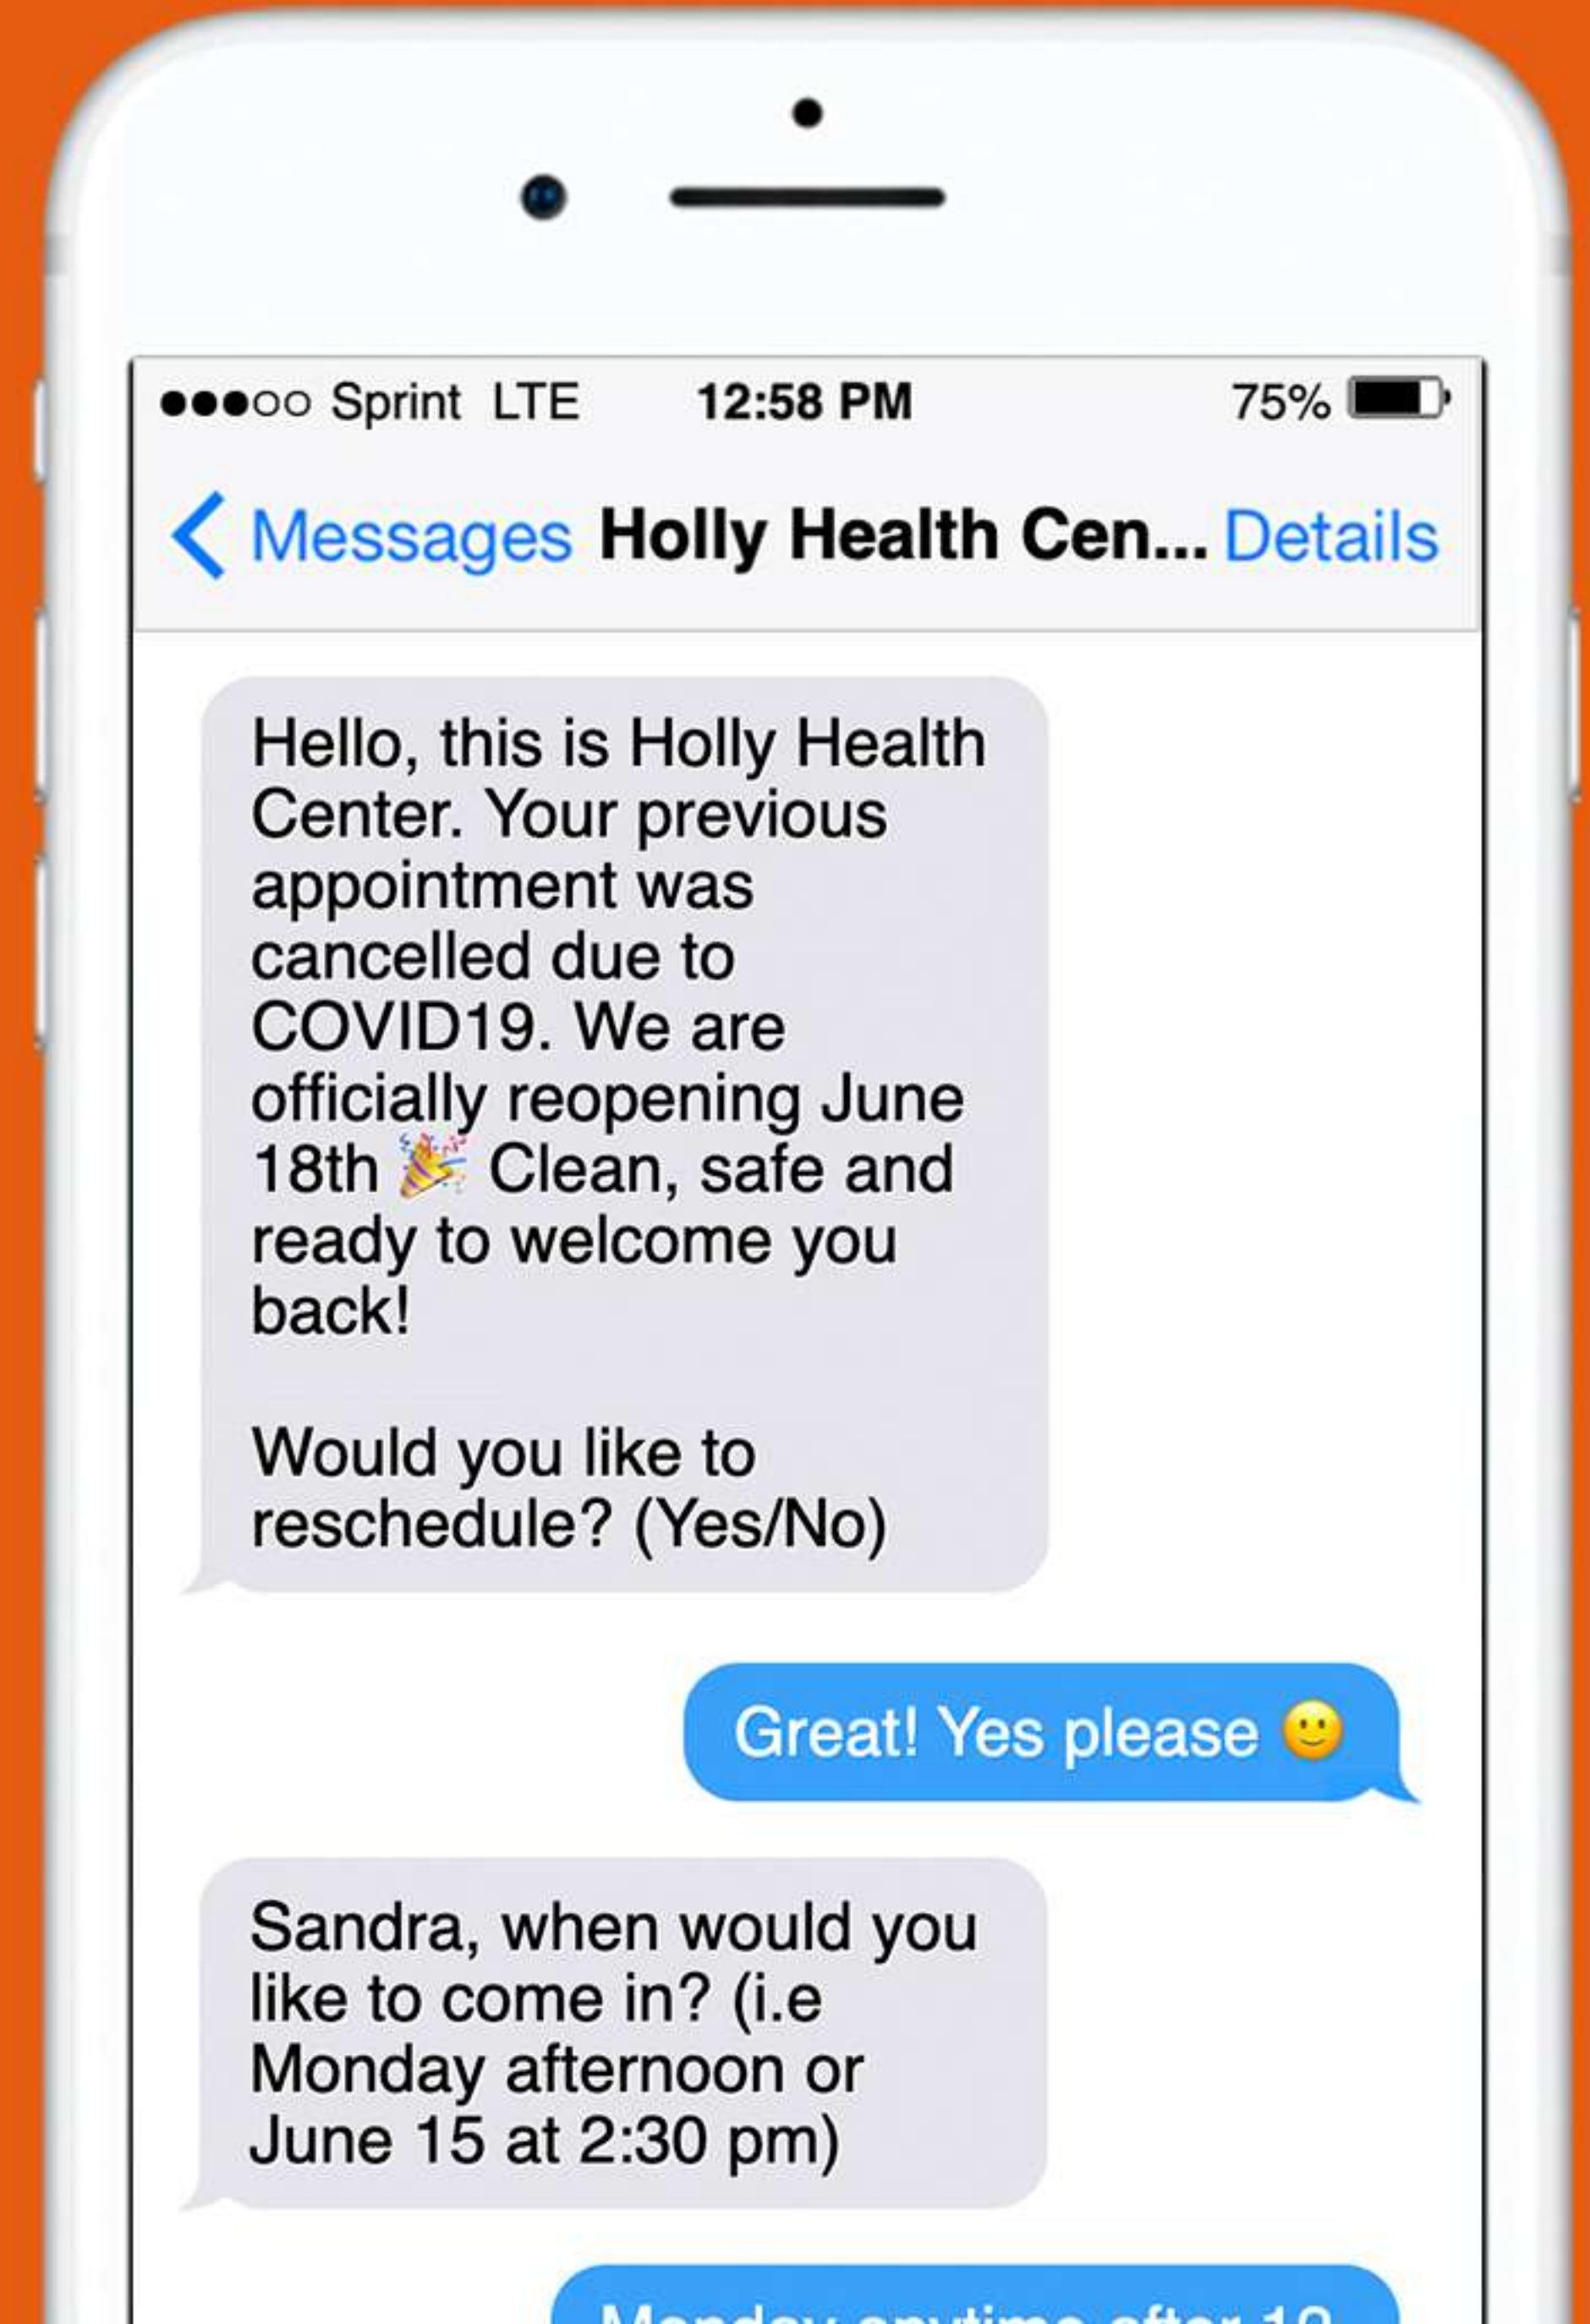 ●●●○○ Sprint LTE 12:58 PM 75%
Messages Holly Health Cen... Details
Hello, this is Holly Health
Center. Your previous
appointment was
cancelled due to
COVID19. We are
officially reopening June
18th 🎉 Clean, safe and
ready to welcome you
back!
Would you like to
reschedule? (Yes/No)
Great! Yes please 🙂
Sandra, when would you
like to come in? (i.e
Monday afternoon or
June 15 at 2:30 pm)
Monday anytime after